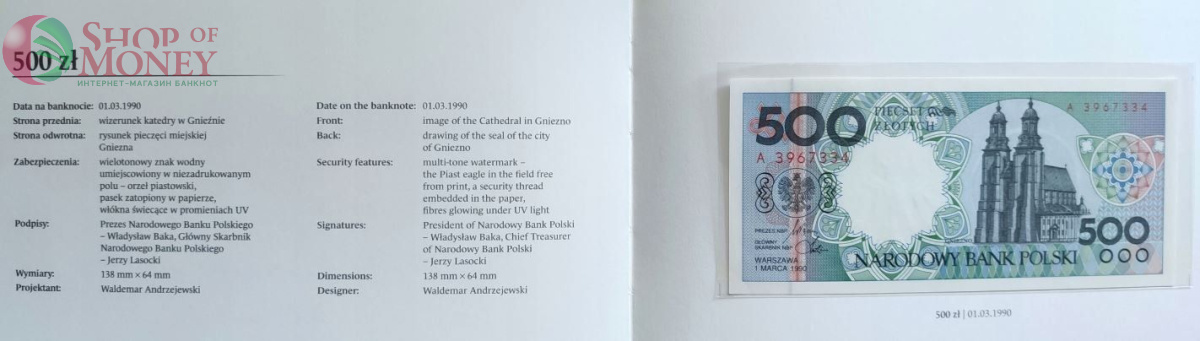 SHOP OF
MONEY
ИНТЕРНЕТ-МАГАЗИН БАНКНОТ
500 zł
Data na banknocie: 01.03.1990
Strona przednia: wizerunek katedry w Gnieźnie
Strona odwrotna: rysunek pieczęci miejskiej
Gniezna
Zabezpieczenia: wielotonowy znak wodny
umiejscowiony w niezadrukowanym
polu – orzeł piastowski,
pasek zatopiony w papierze,
włókna świecące w promieniach UV
Podpisy: Prezes Narodowego Banku Polskiego
– Władysław Baka, Główny Skarbnik
Narodowego Banku Polskiego
– Jerzy Lasocki
Wymiary: 138 mm × 64 mm
Projektant: Waldemar Andrzejewski
Date on the banknote: 01.03.1990
Front: image of the Cathedral in Gniezno
Back: drawing of the seal of the city
of Gniezno
Security features: multi-tone watermark –
the Piast eagle in the field free
from print, a security thread
embedded in the paper,
fibres glowing under UV light
Signatures: President of Narodowy Bank Polski
– Władysław Baka, Chief Treasurer
of Narodowy Bank Polski
– Jerzy Lasocki
Dimensions: 138 mm × 64 mm
Designer: Waldemar Andrzejewski
500
PIĘĆSET
ZŁOTYCH
A 3967334
A 3967334
PREZES NBP
GŁÓWNY
SKARBNIK NBP
WARSZAWA
1 MARCA 1990
GNIEZNO
500
NARODOWY BANK POLSKI
500 zł | 01.03.1990